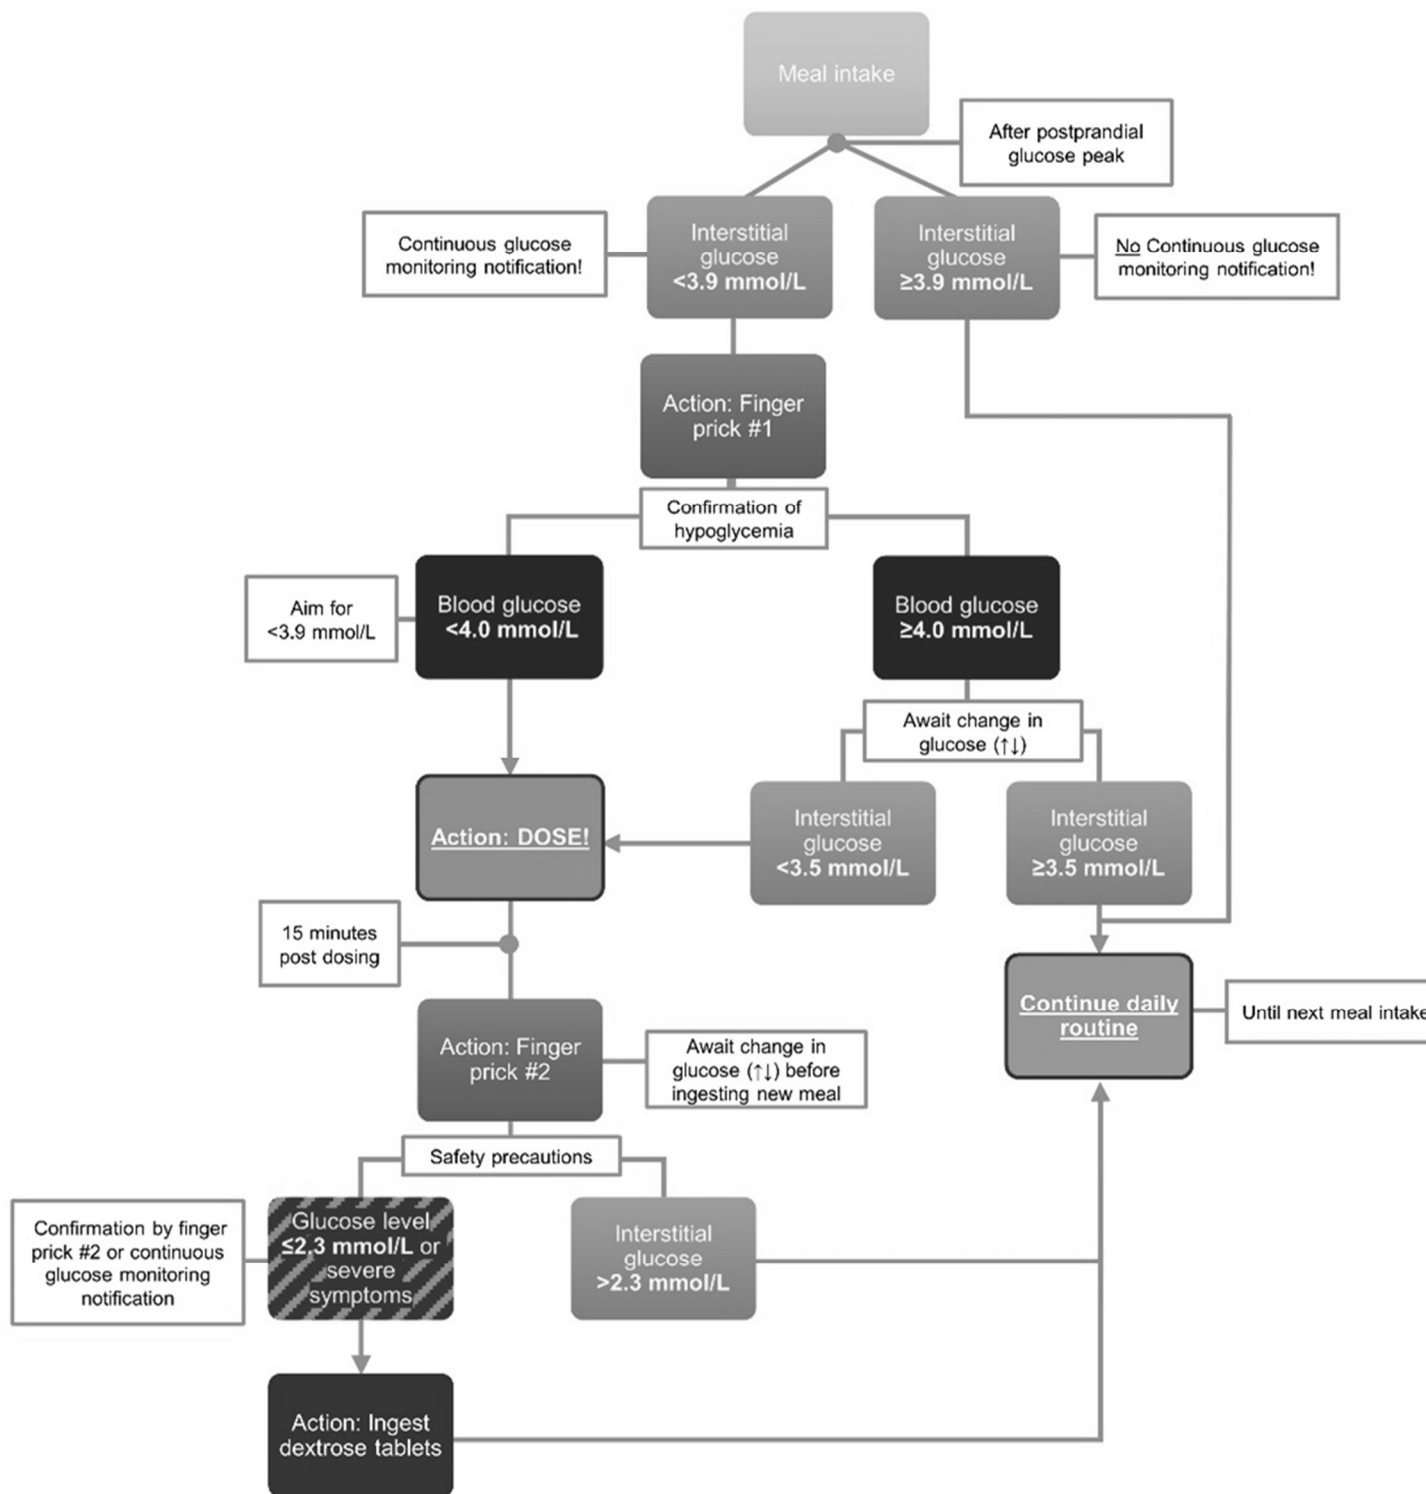 Meal intake
After postprandial
glucose peak
Continuous glucose
monitoring notification!
Interstitial
glucose
<3.9 mmol/L
Interstitial
glucose
≥3.9 mmol/L
No Continuous glucose
monitoring notification!
Action: Finger
prick #1
Confirmation of
hypoglycemia
Aim for
<3.9 mmol/L
Blood glucose
<4.0 mmol/L
Blood glucose
≥4.0 mmol/L
Await change in
glucose (↑↓)
Action: DOSE!
Interstitial
glucose
<3.5 mmol/L
Interstitial
glucose
≥3.5 mmol/L
15 minutes
post dosing
Continue daily
routine
Until next meal intake
Action: Finger
prick #2
Await change in
glucose (↑↓) before
ingesting new meal
Safety precautions
Confirmation by finger
prick #2 or continuous
glucose monitoring
notification
Glucose level
≤2.3 mmol/L or
severe
symptoms
Interstitial
glucose
>2.3 mmol/L
Action: Ingest
dextrose tablets